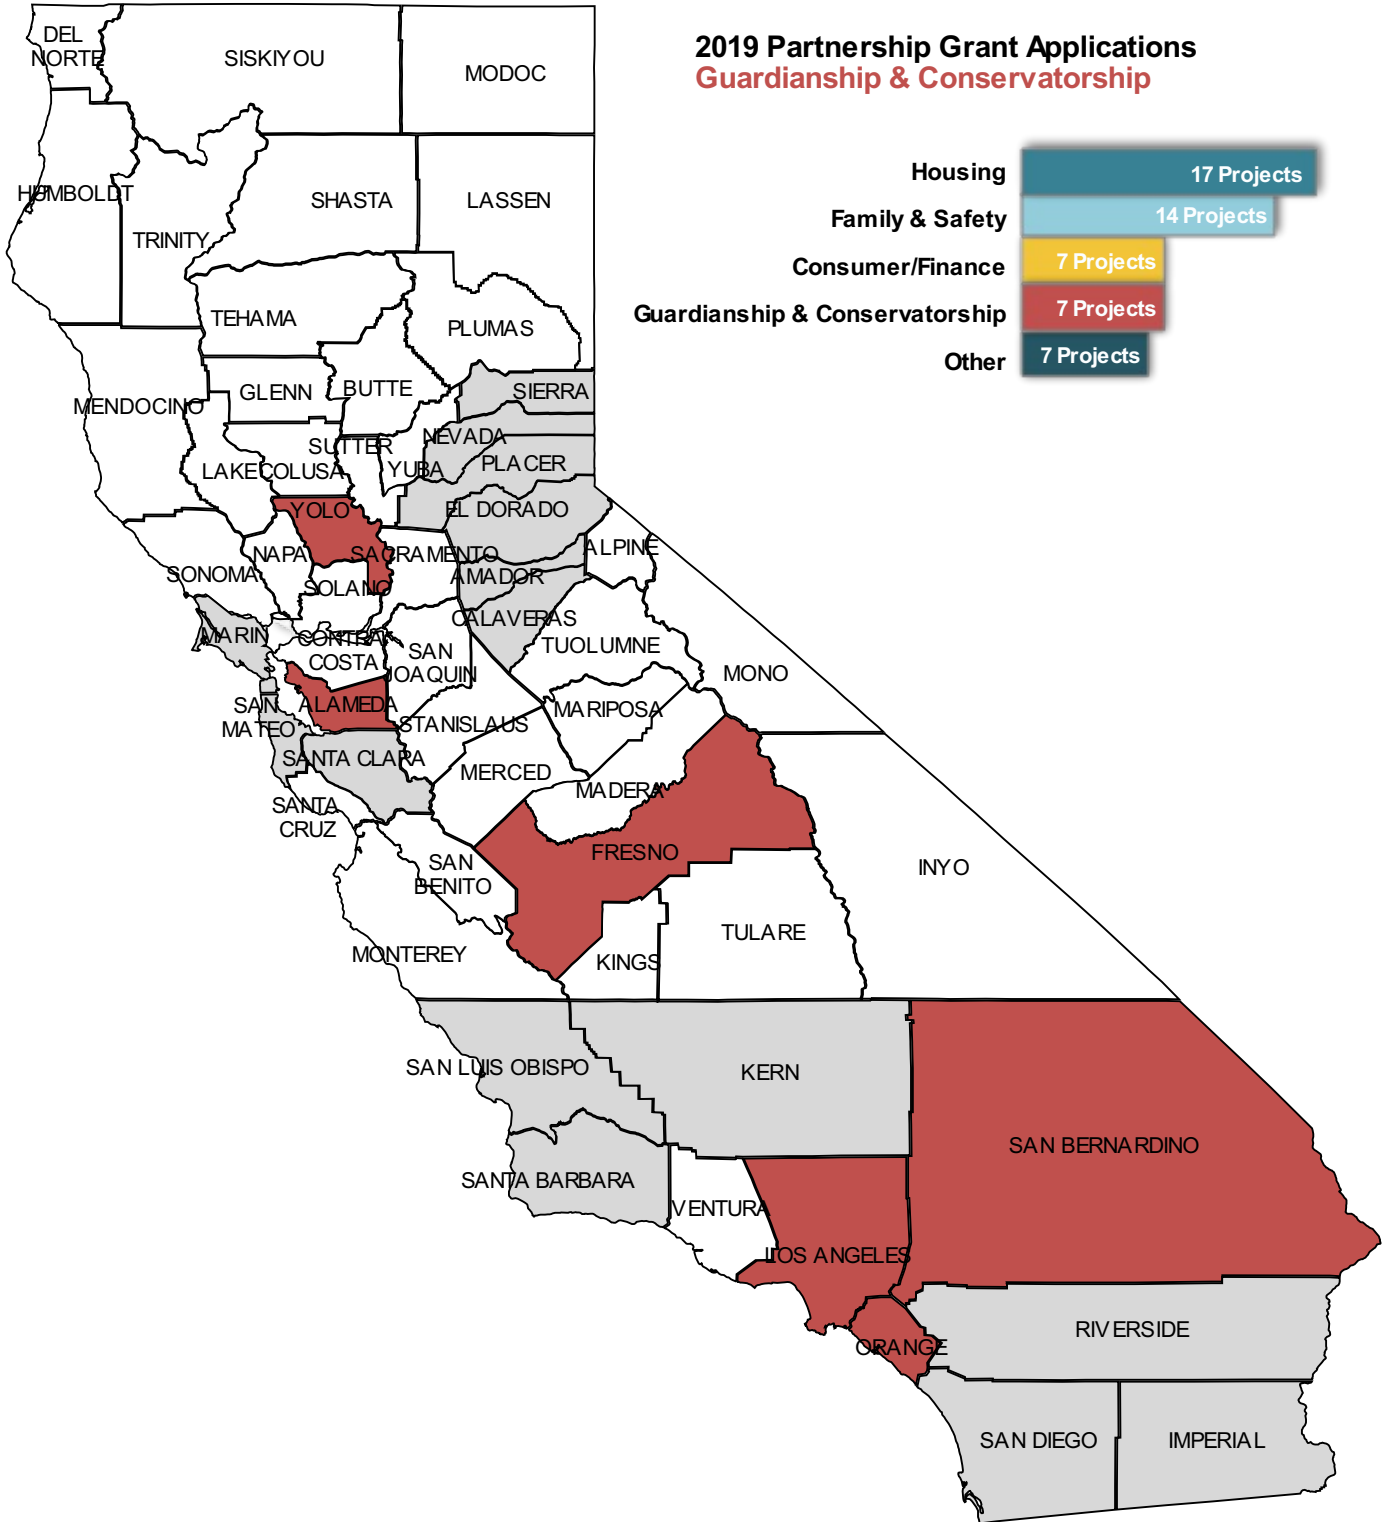 2019 Partnership Grant Applications
Guardianship & Conservatorship
Housing
17 Projects
Family & Safety
14 Projects
Consumer/Finance
7 Projects
Guardianship & Conservatorship
7 Projects
Other
7 Projects
DEL
NORTE
SISKIYOU
MODOC
HUMBOLDT
TRINITY
SHASTA
LASSEN
TEHAMA
PLUMAS
MENDOCINO
GLENN
BUTTE
SIERRA
LAKE
COLUSA
SUTTER
YUBA
NEVADA
PLACER
YOLO
EL DORADO
SONOMA
NAPA
SACRAMENTO
ALPINE
SOLANO
AMADOR
MARIN
CONTRA
COSTA
SAN
JOAQUIN
CALAVERAS
TUOLUMNE
MONO
SAN
MATEO
ALAMEDA
STANISLAUS
MARIPOSA
SANTA CLARA
MERCED
MADERA
SANTA
CRUZ
SAN
BENITO
FRESNO
INYO
MONTEREY
KINGS
TULARE
SAN LUIS OBISPO
KERN
SAN BERNARDINO
SANTA BARBARA
VENTURA
LOS ANGELES
ORANGE
RIVERSIDE
SAN DIEGO
IMPERIAL